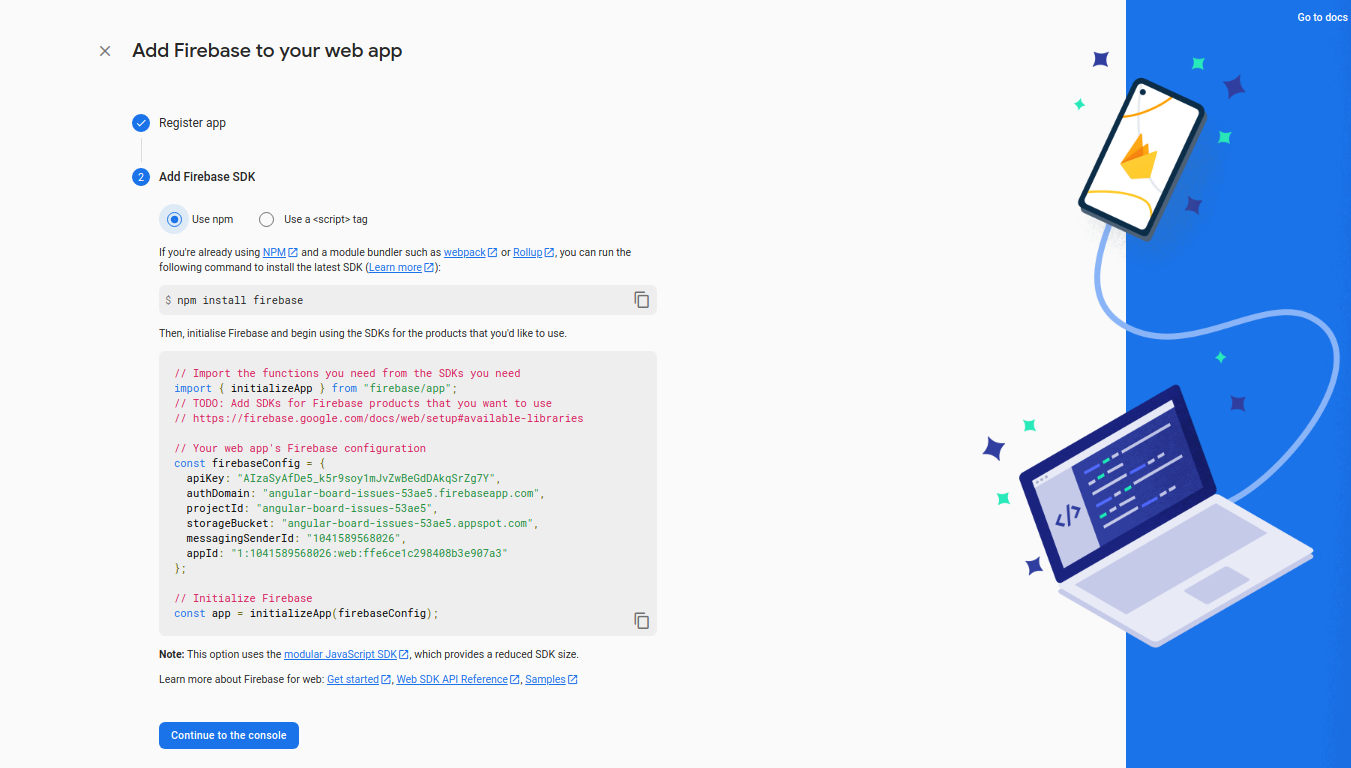 Go to docs
Add Firebase to your web app
Register app
2 Add Firebase SDK
Use npm Use a <script> tag
If you're already using NPM and a module bundler such as webpack or Rollup, you can run the
following command to install the latest SDK (Learn more):
$ npm install firebase
Then, initialise Firebase and begin using the SDKs for the products that you'd like to use.
// Import the functions you need from the SDKs you need
import { initializeApp } from "firebase/app";
// TODO: Add SDKs for Firebase products that you want to use
// https://firebase.google.com/docs/web/setup#available-libraries
// Your web app's Firebase configuration
const firebaseConfig = {
apiKey: "AIzaSyAfDe5_k5r9soy1mJvZwBeGdDAkqSrZg7Y",
authDomain: "angular-board-issues-53ae5.firebaseapp.com",
projectId: "angular-board-issues-53ae5",
storageBucket: "angular-board-issues-53ae5.appspot.com",
messagingSenderId: "1041589568026",
appId: "1:1041589568026:web:ffe6ce1c298408b3e907a3"
};
// Initialize Firebase
const app = initializeApp(firebaseConfig);
Note: This option uses the modular JavaScript SDK, which provides a reduced SDK size.
Learn more about Firebase for web: Get started, Web SDK API Reference, Samples
Continue to the console
</>